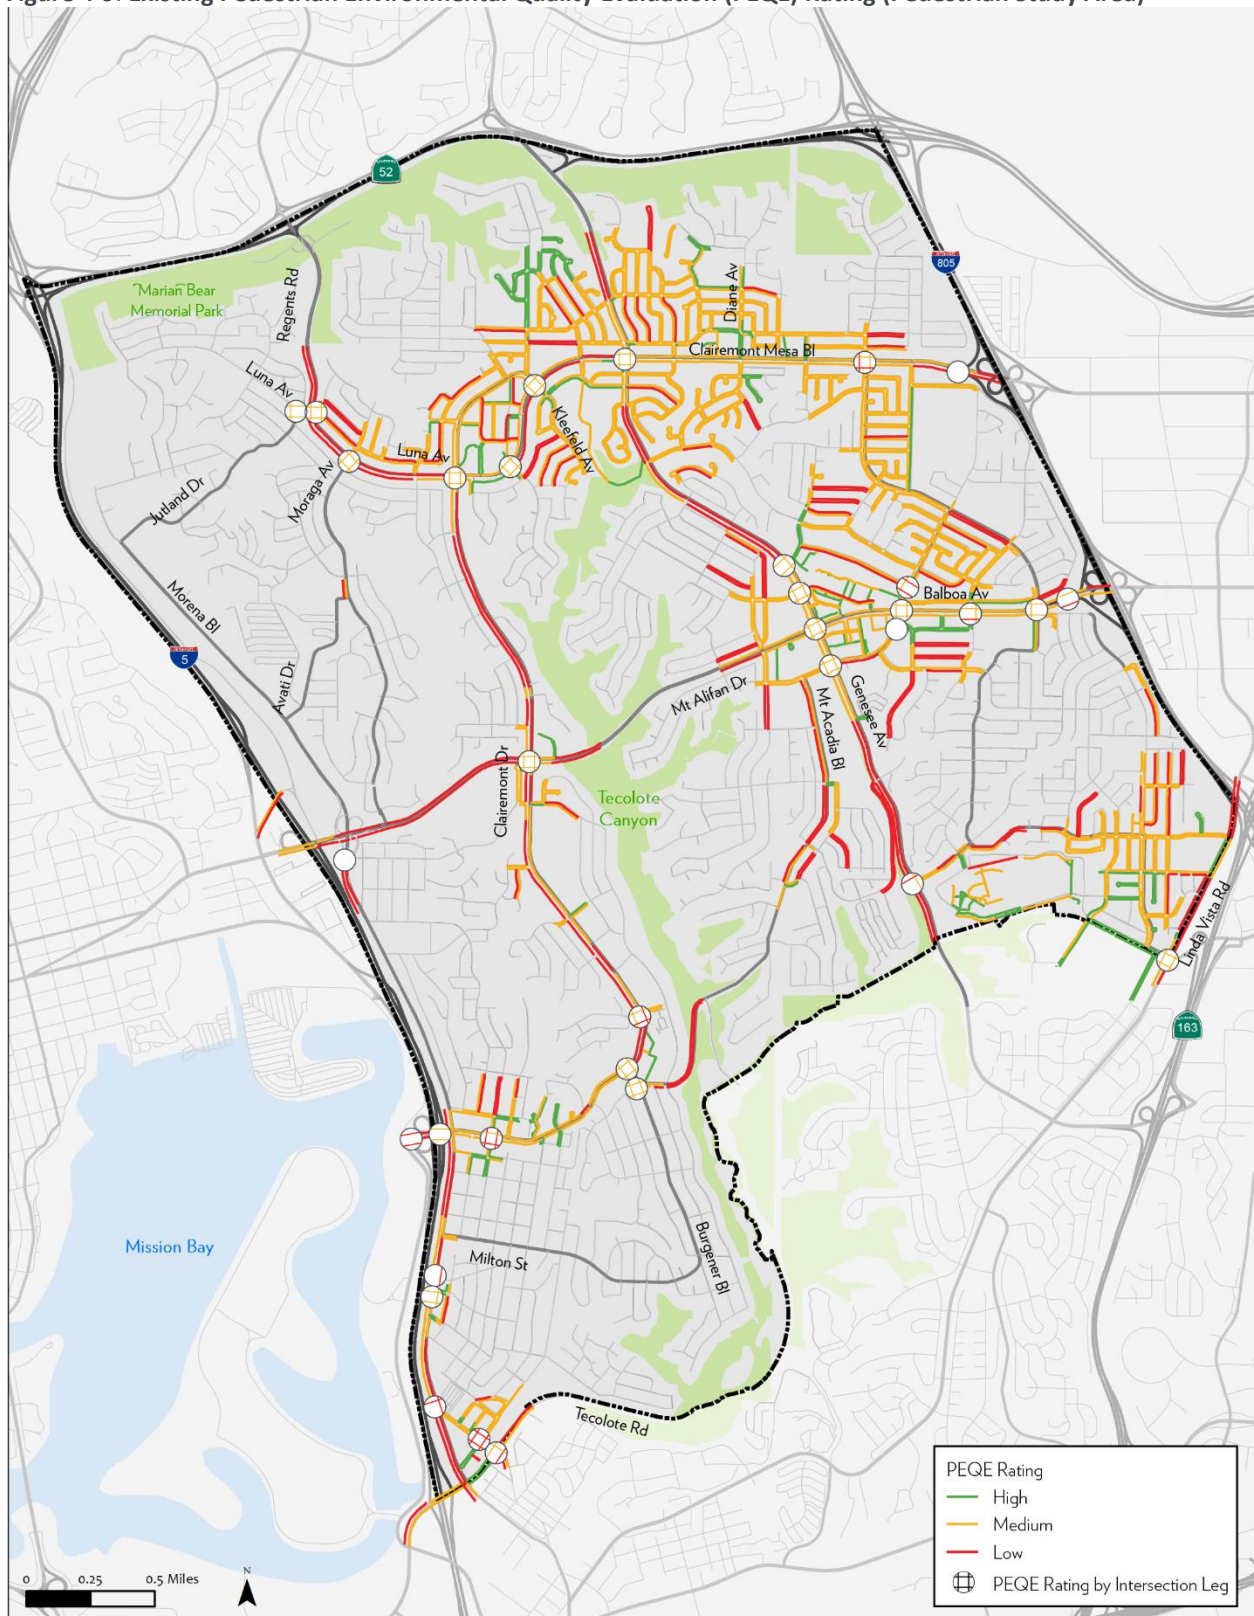 Figure 4-9: Existing Pedestrian Environmental Quality Evaluation (PEQE) Rating (Pedestrian Study Area)
52
805
Marian Bear
Memorial Park
Regents Rd
Diane Av
Clairemont Mesa Bl
Luna Av
Kleefeld Av
Luna Av
Moraga Av
Jutland Dr
Morena Bl
Balboa Av
5
Avati Dr
Mt Alifan Dr
Genesee Av
Mt Acadia Bl
Clairemont Dr
Tecolote
Canyon
Linda Vista Rd
163
Mission Bay
Milton St
Burgener Bl
Tecolote Rd
PEQE Rating
High
Medium
Low
PEQE Rating by Intersection Leg
0 0.25 0.5 Miles
N